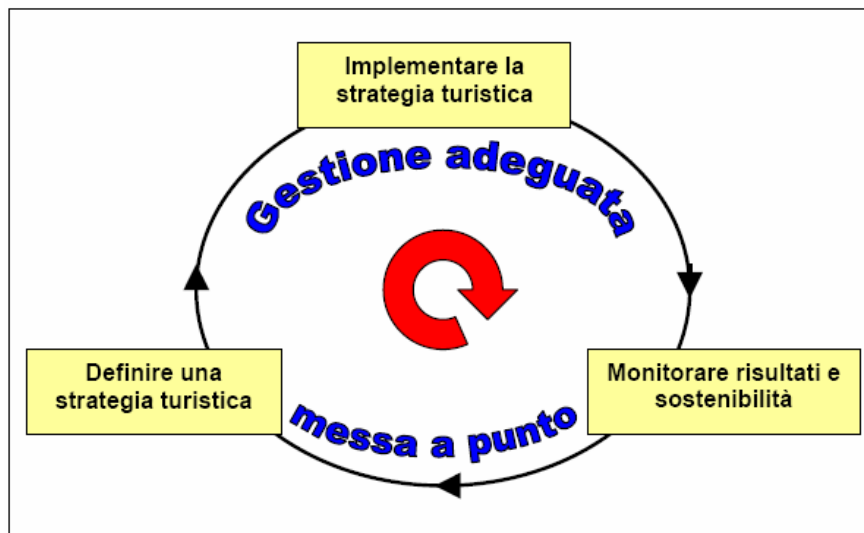 Implementare la
strategia turistica
Gestione adeguata
Definire una
strategia turistica
Monitorare risultati e
sostenibilità
messa a punto